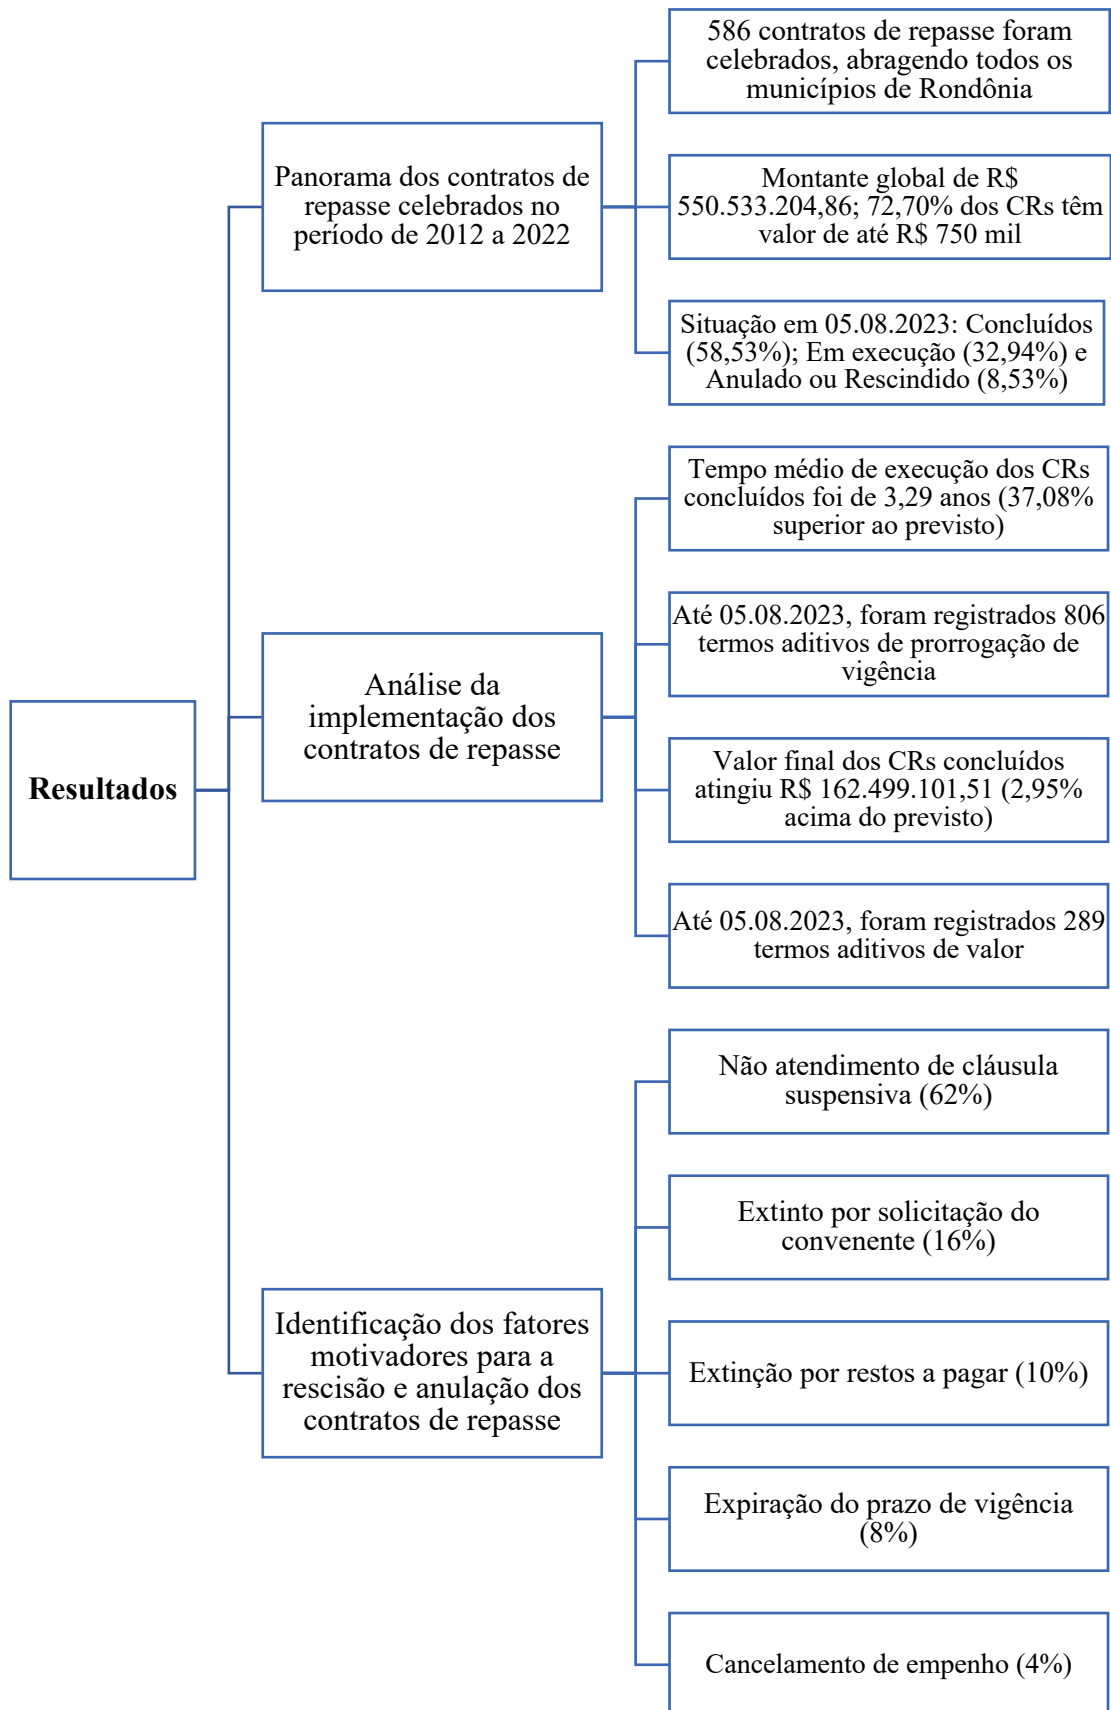 Resultados
Panorama dos contratos de
repasse celebrados no
período de 2012 a 2022
586 contratos de repasse foram
celebrados, abragendo todos os
municípios de Rondônia
Montante global de R$
550.533.204,86; 72,70% dos CRs têm
valor de até R$ 750 mil
Situação em 05.08.2023: Concluídos
(58,53%); Em execução (32,94%) e
Anulado ou Rescindido (8,53%)
Análise da
implementação dos
contratos de repasse
Tempo médio de execução dos CRs
concluídos foi de 3,29 anos (37,08%
superior ao previsto)
Até 05.08.2023, foram registrados 806
termos aditivos de prorrogação de
vigência
Valor final dos CRs concluídos
atingiu R$ 162.499.101,51 (2,95%
acima do previsto)
Até 05.08.2023, foram registrados 289
termos aditivos de valor
Identificação dos fatores
motivadores para a
rescisão e anulação dos
contratos de repasse
Não atendimento de cláusula
suspensiva (62%)
Extinto por solicitação do
convenente (16%)
Extinção por restos a pagar (10%)
Expiração do prazo de vigência
(8%)
Cancelamento de empenho (4%)